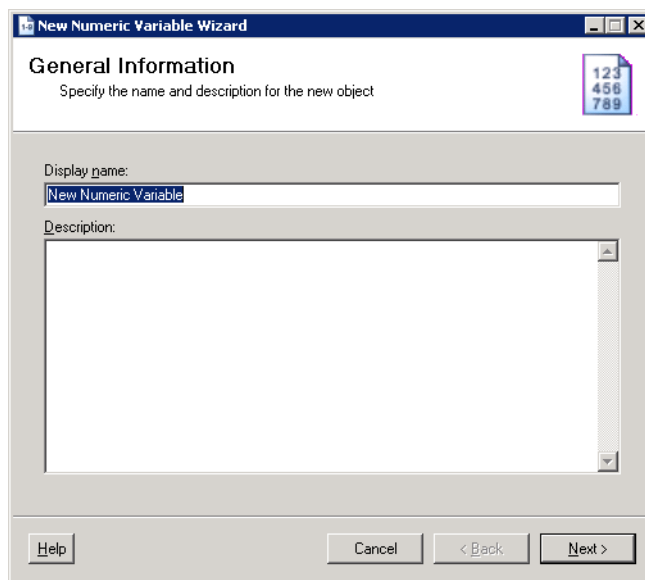 New Numeric Variable Wizard
General Information
Specify the name and description for the new object
123
456
789
Display name:
New Numeric Variable
Description:
Help Cancel < Back Next >